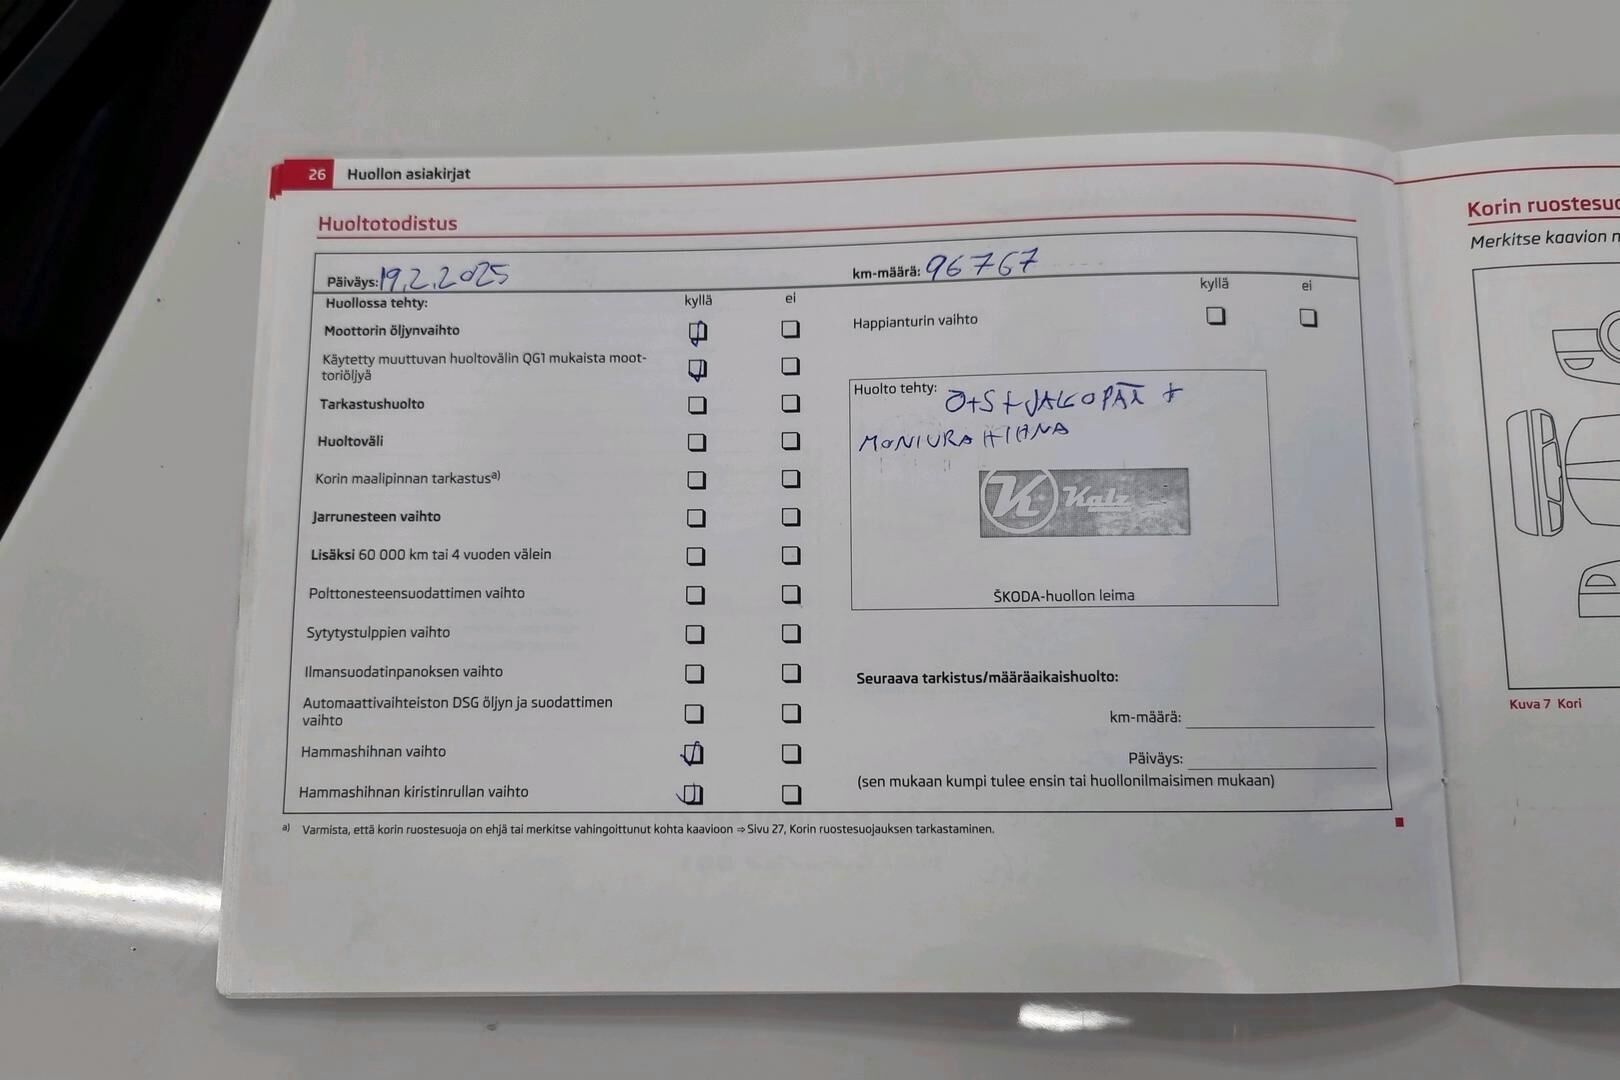 26 Huollon asiakirjat
Huoltotodistus
Päiväys: 19.2.2025 km-määrä: 96767
Huollossa tehty: kyllä ei
Moottorin öljynvaihto
Käytetty muuttuvan huoltovälin QG1 mukaista moot-
toriöljyä
Tarkastushuolto
Huoltoväli
Korin maalipinnan tarkastus a)
Jarrunesteen vaihto
Lisäksi 60 000 km tai 4 vuoden välein
Polttonesteensuodattimen vaihto
Sytytystulppien vaihto
Ilmansuodatinpanoksen vaihto
Automaattivaihteiston DSG öljyn ja suodattimen
vaihto
Hammashihnan vaihto
Hammashihnan kiristinrullan vaihto
kyllä ei
Happianturin vaihto
Huolto tehty: Ö+S+JAKOPÄÄ +
MONIURA HIHNA
K Kalz
ŠKODA-huollon leima
Seuraava tarkistus/määräaikaishuolto:
km-määrä:
Päiväys:
(sen mukaan kumpi tulee ensin tai huollonilmaisimen mukaan)
a) Varmista, että korin ruostesuoja on ehjä tai merkitse vahingoittunut kohta kaavioon ⇒ Sivu 27, Korin ruostesuojauksen tarkastaminen.
Korin ruostesuo
Merkitse kaavion
Kuva 7 Kori